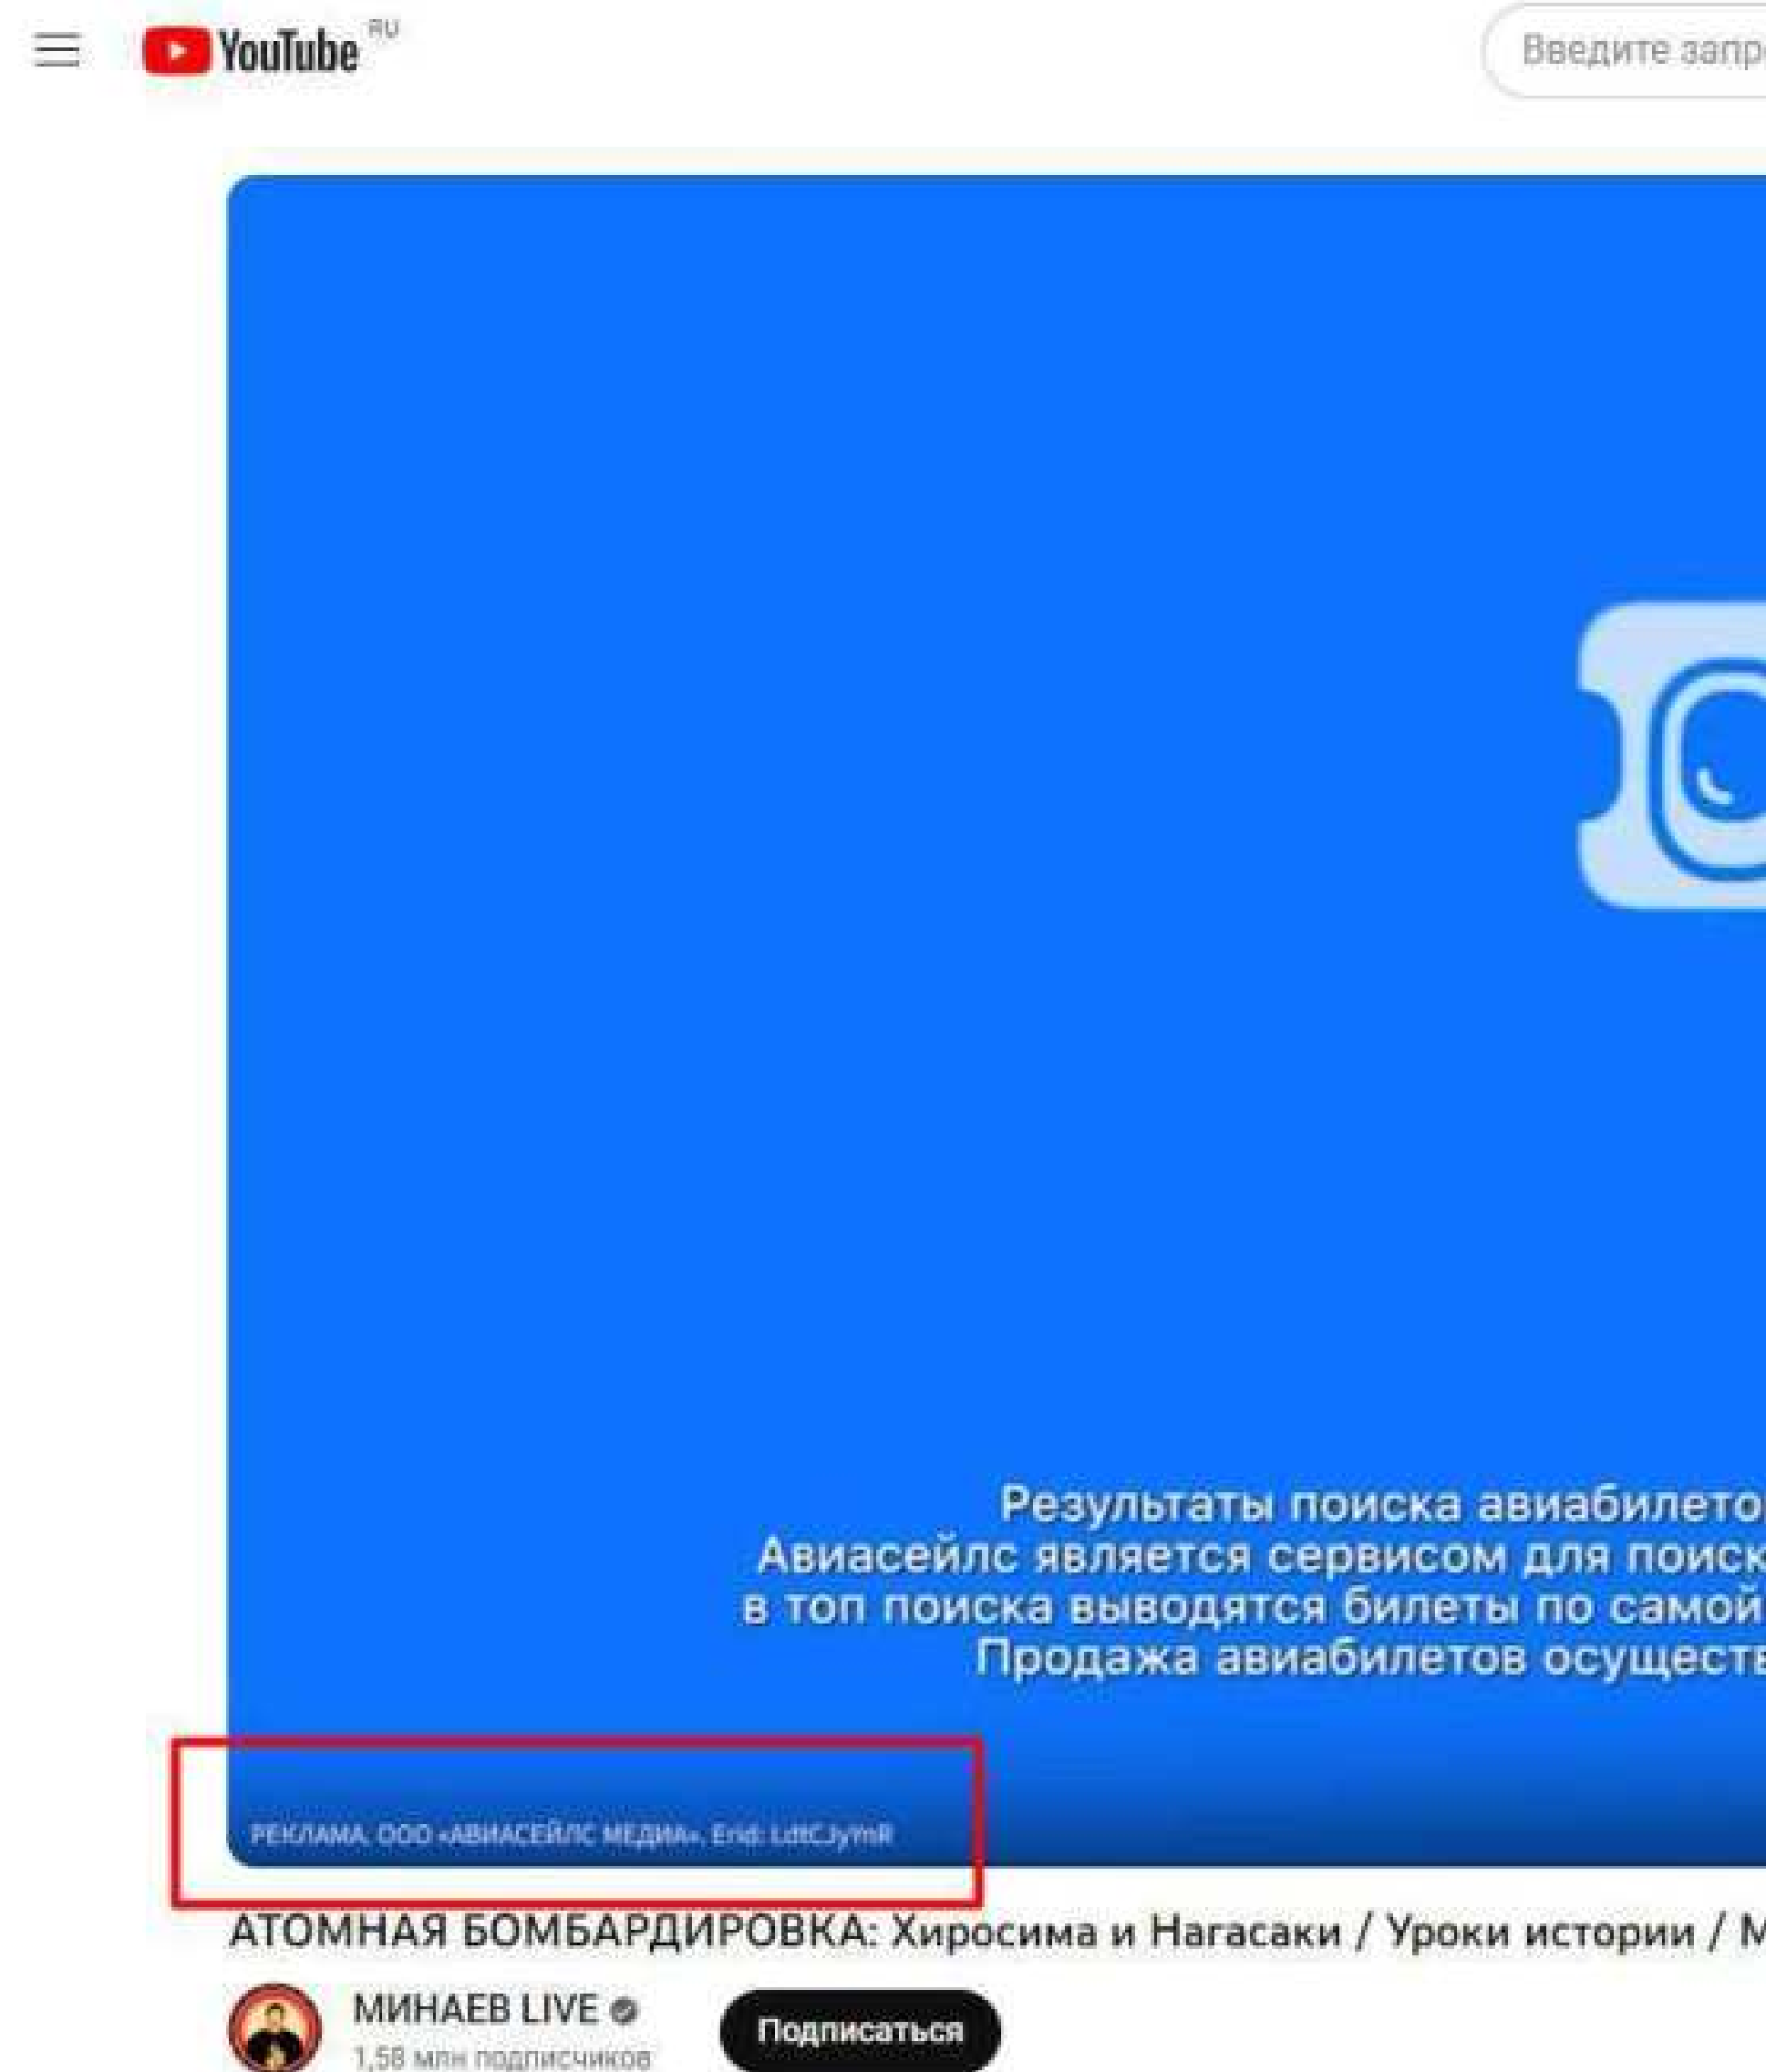 YouTube RU
Введите запр
Результаты поиска авиабилето
Авиасейлс является сервисом для поиск
в топ поиска выводятся билеты по самой
Продажа авиабилетов осуществ
РЕКЛАМА, ООО «АВИАСЕЙЛС МЕДИА». Erid: LdtCJyYmR
АТОМНАЯ БОМБАРДИРОВКА: Хиросима и Нагасаки / Уроки истории / М
МИНАЕВ LIVE
Подписаться
1,58 млн подписчиков